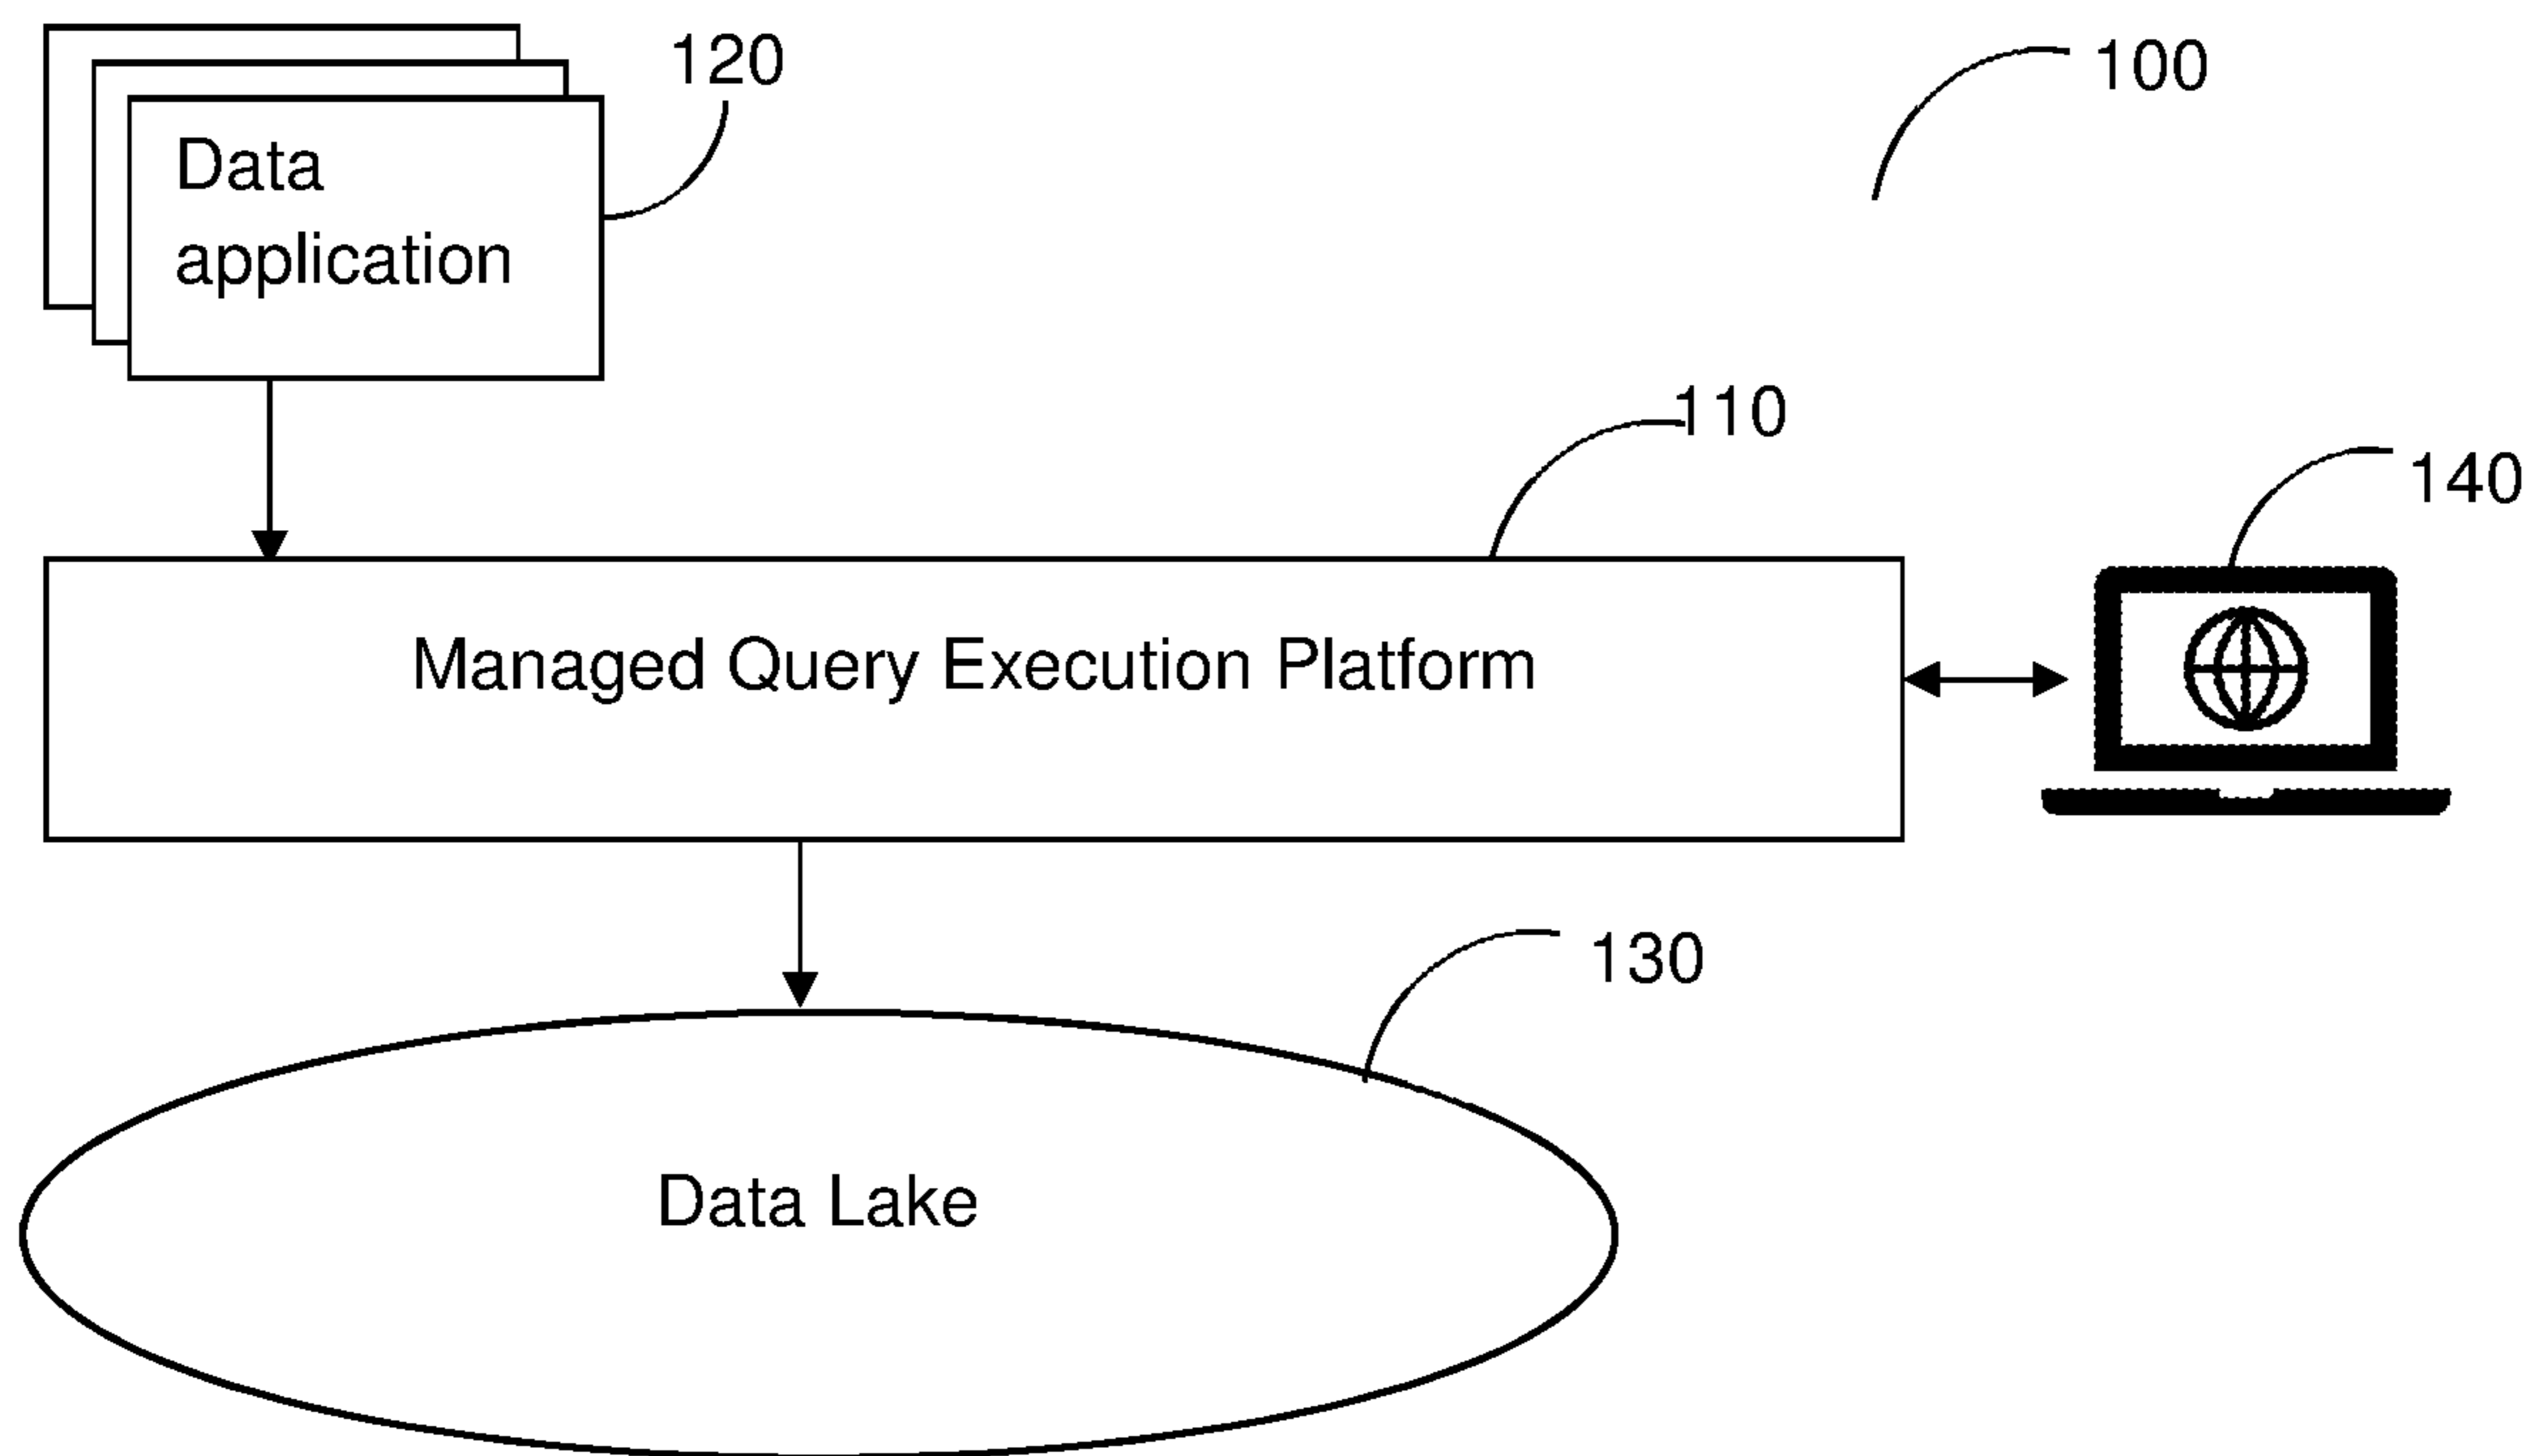 120
100
Data
application
110
140
Managed Query Execution Platform
130
Data Lake